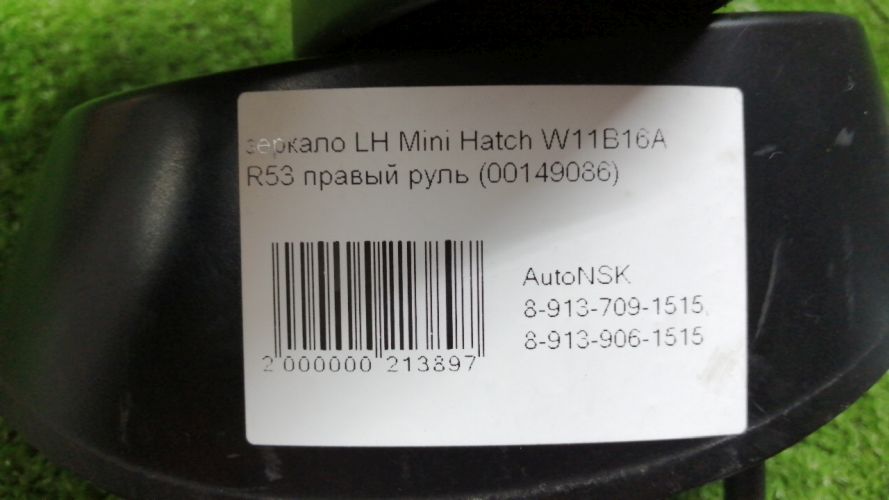 зеркало LH Mini Hatch W11B16A
R53 правый руль (00149086)
AutoNSK
8-913-709-1515,
8-913-906-1515
2 000000 213897